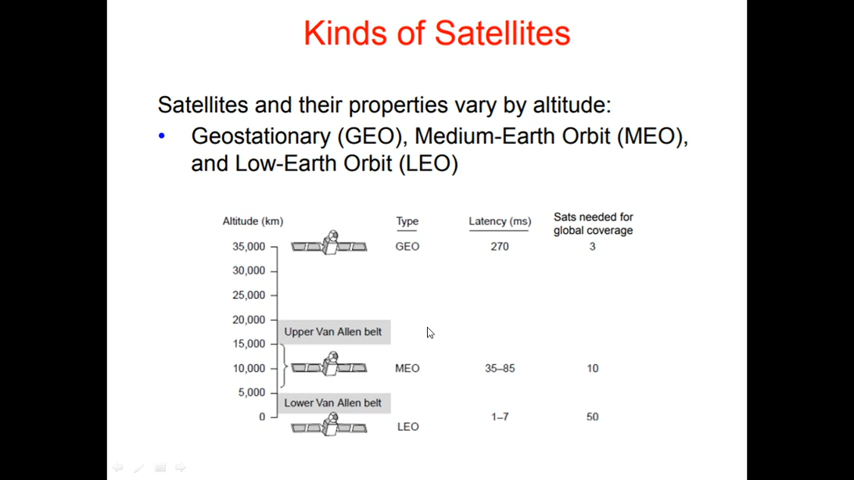 Kinds of Satellites
Satellites and their properties vary by altitude:
• Geostationary (GEO), Medium-Earth Orbit (MEO),
and Low-Earth Orbit (LEO)
Altitude (km) Type Latency (ms) Sats needed for
global coverage
35,000 GEO 270 3
30,000
25,000
20,000
Upper Van Allen belt
15,000
10,000 MEO 35–85 10
5,000
Lower Van Allen belt
0 1–7 50
LEO